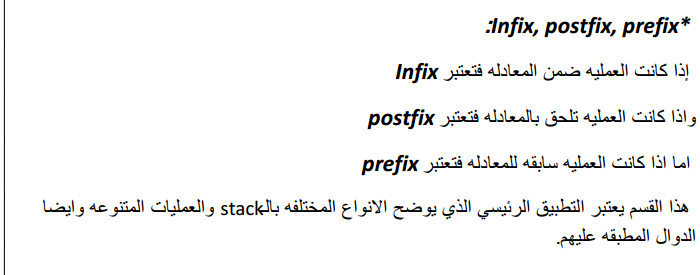 *Infix, postfix, prefix:
إذا كانت العمليه ضمن المعادله فتعتبر Infix
واذا كانت العمليه تلحق بالمعادله فتعتبر postfix
اما اذا كانت العمليه سابقه للمعادله فتعتبر prefix
هذا القسم يعتبر التطبيق الرئيسي الذي يوضح الانواع المختلفه بالـstack والعمليات المتنوعه وايضا
الدوال المطبقه عليهم.